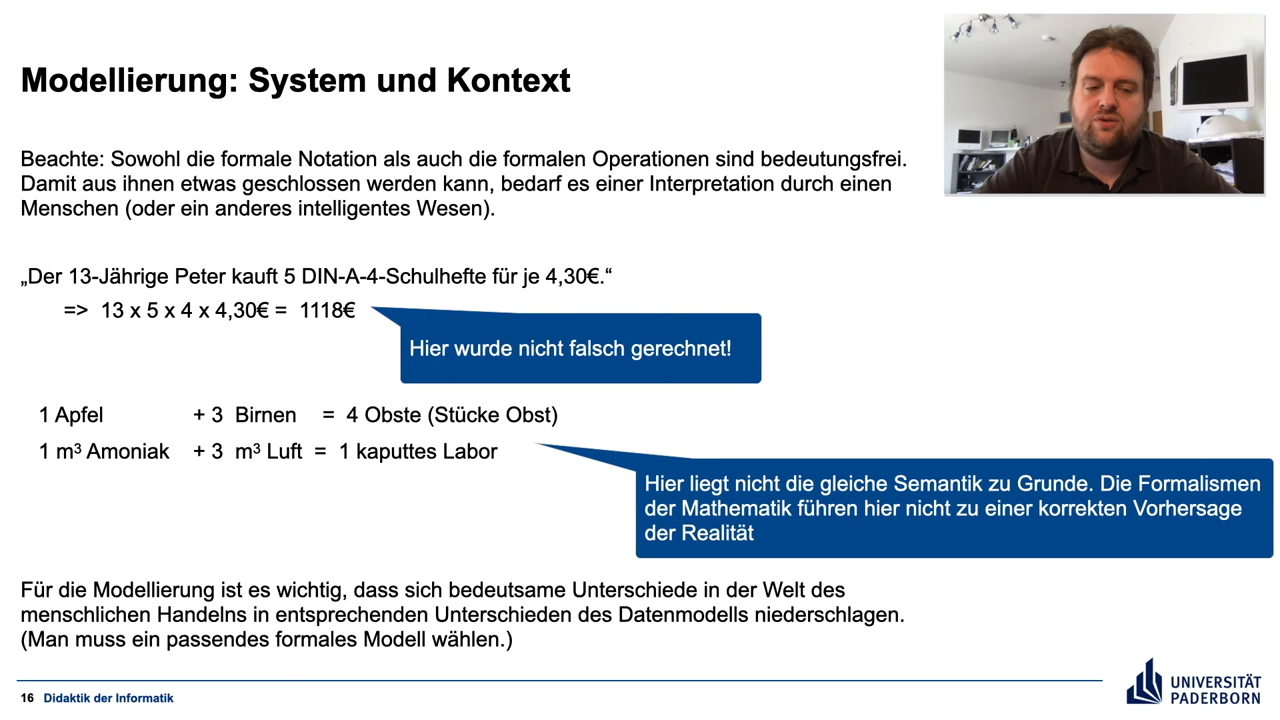 Modellierung: System und Kontext
Beachte: Sowohl die formale Notation als auch die formalen Operationen sind bedeutungsfrei.
Damit aus ihnen etwas geschlossen werden kann, bedarf es einer Interpretation durch einen
Menschen (oder ein anderes intelligentes Wesen).
„Der 13-Jährige Peter kauft 5 DIN-A-4-Schulhefte für je 4,30€.“
=> 13 x 5 x 4 x 4,30€ = 1118€
Hier wurde nicht falsch gerechnet!
1 Apfel + 3 Birnen = 4 Obste (Stücke Obst)
1 m³ Amoniak + 3 m³ Luft = 1 kaputtes Labor
Hier liegt nicht die gleiche Semantik zu Grunde. Die Formalismen
der Mathematik führen hier nicht zu einer korrekten Vorhersage
der Realität
Für die Modellierung ist es wichtig, dass sich bedeutsame Unterschiede in der Welt des
menschlichen Handelns in entsprechenden Unterschieden des Datenmodells niederschlagen.
(Man muss ein passendes formales Modell wählen.)
16 Didaktik der Informatik
UNIVERSITÄT
PADERBORN